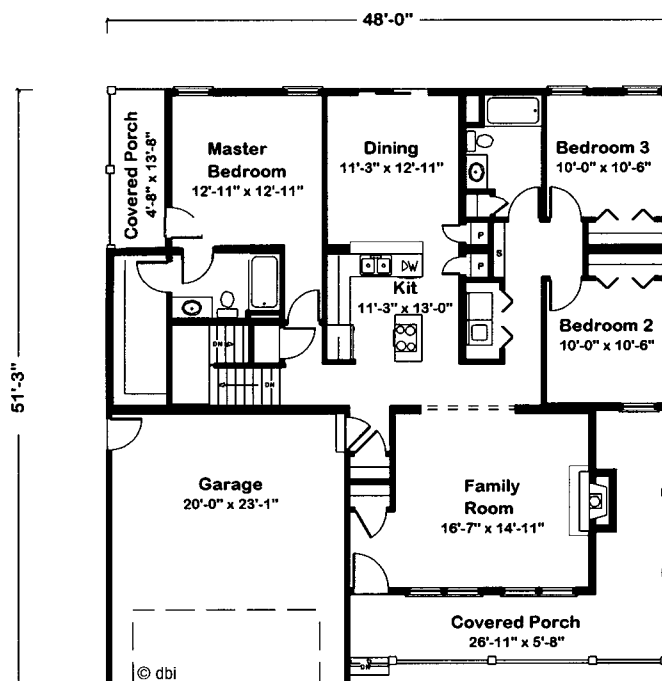 48'-0"
51'-3"
Covered Porch
4'-8" x 13'-8"
Master
Bedroom
12'-11" x 12'-11"
Dining
11'-3" x 12'-11"
Bedroom 3
10'-0" x 10'-6"
P
P
S
DW
Kit
11'-3" x 13'-0"
Bedroom 2
10'-0" x 10'-6"
DN
DN
Garage
20'-0" x 23'-1"
Family
Room
16'-7" x 14'-11"
Covered Porch
26'-11" x 5'-8"
DN
© dbi